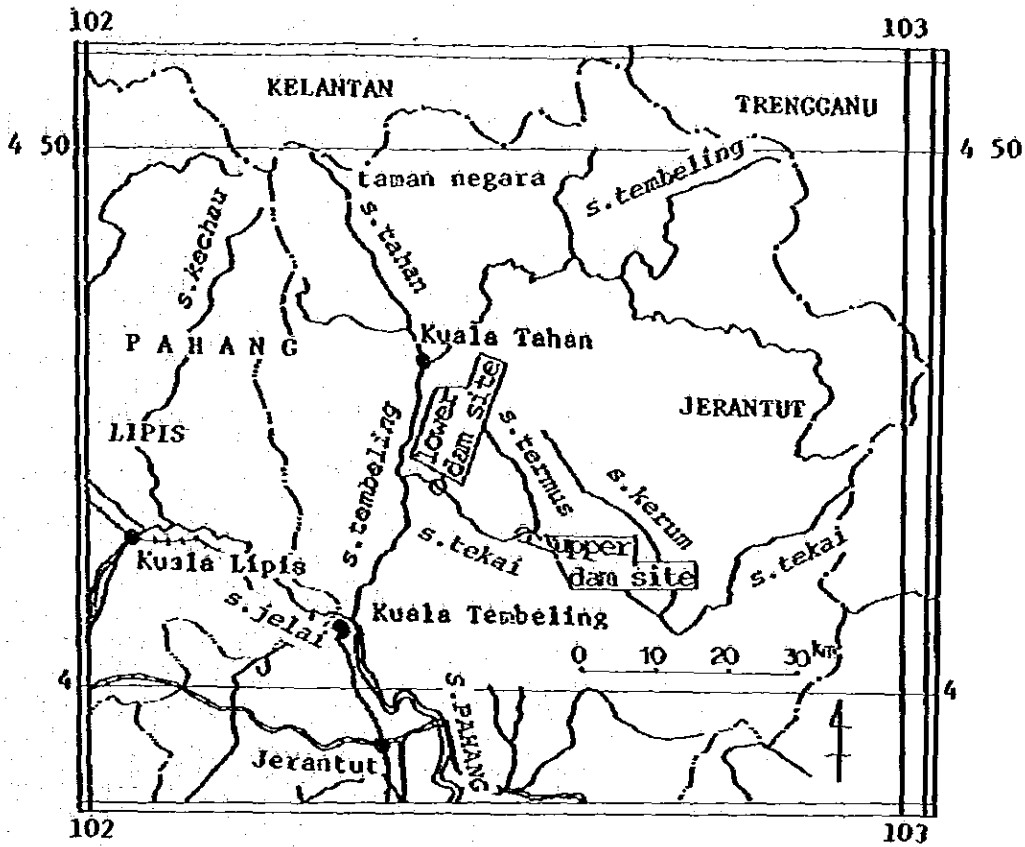 102
103
KELANTAN
TRENGGANU
4 50
4 50
taman negara
s.tembeling
s.kechau
s.tahan
Kuala Tahan
P A H A N G
lower
dam site
JERANTUT
LIPIS
s.tembeling
s.termus
s.kerum
s.tekai
upper
dam site
s.tekai
Kuala Lipis
s.jelai
Kuala Tembeling
0 10 20 30 km
4
4
s.PAHANG
Jerantut
102
103